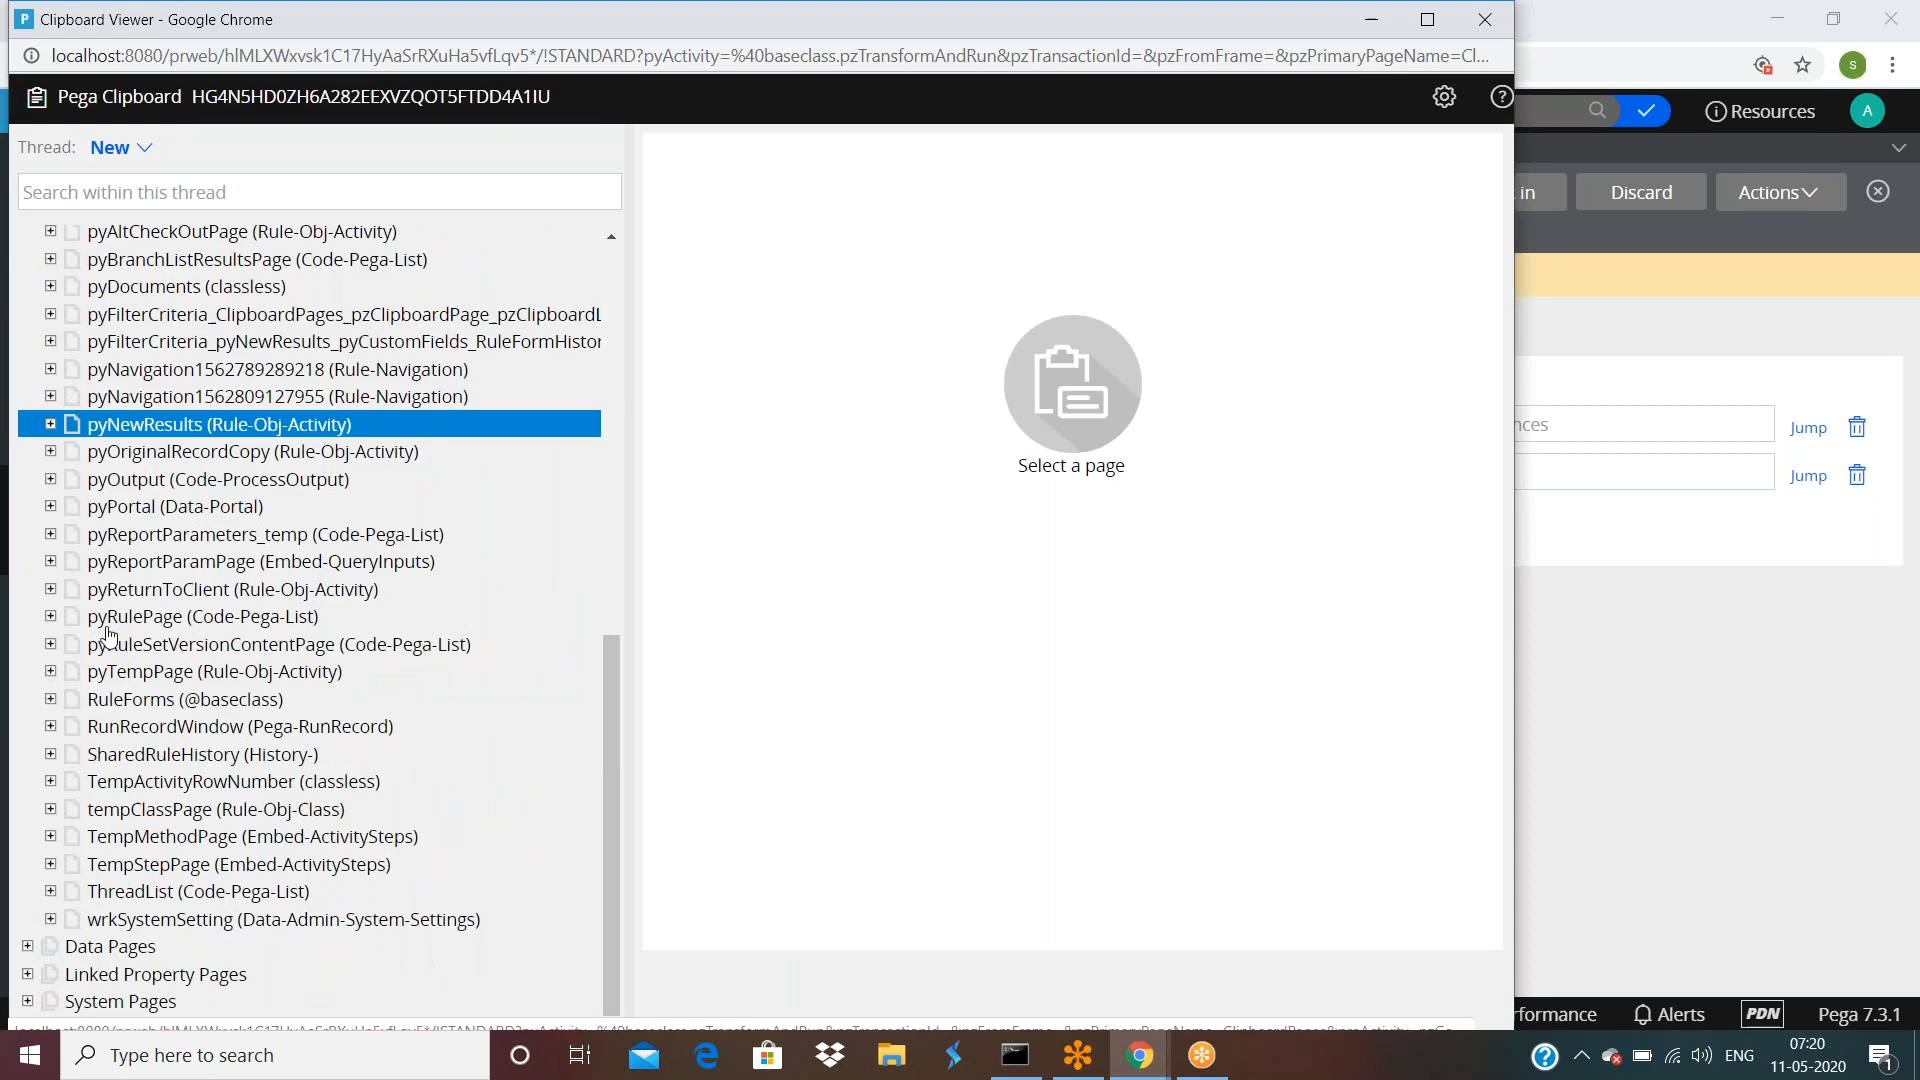 Clipboard Viewer - Google Chrome
localhost:8080/prweb/hlMLXWxvsk1C17HyAaSrRXuHa5vfLqv5*/!STANDARD?pyActivity=%40baseclass.pzTransformAndRun&pzTransactionId=&pzFromFrame=&pzPrimaryPageName=Cl...
Pega Clipboard HG4N5HD0ZH6A282EEXVZQOT5FTDD4A1IU
Resources
A
S
Thread: New
Search within this thread
in
Discard
Actions
pyAltCheckOutPage (Rule-Obj-Activity)
pyBranchListResultsPage (Code-Pega-List)
pyDocuments (classless)
pyFilterCriteria_ClipboardPages_pzClipboardPage_pzClipboardL
pyFilterCriteria_pyNewResults_pyCustomFields_RuleFormHistor
pyNavigation1562789289218 (Rule-Navigation)
pyNavigation1562809127955 (Rule-Navigation)
pyNewResults (Rule-Obj-Activity)
nces
Jump
pyOriginalRecordCopy (Rule-Obj-Activity)
Select a page
pyOutput (Code-ProcessOutput)
Jump
pyPortal (Data-Portal)
pyReportParameters_temp (Code-Pega-List)
pyReportParamPage (Embed-QueryInputs)
pyReturnToClient (Rule-Obj-Activity)
pyRulePage (Code-Pega-List)
pyRuleSetVersionContentPage (Code-Pega-List)
pyTempPage (Rule-Obj-Activity)
RuleForms (@baseclass)
RunRecordWindow (Pega-RunRecord)
SharedRuleHistory (History-)
TempActivityRowNumber (classless)
tempClassPage (Rule-Obj-Class)
TempMethodPage (Embed-ActivitySteps)
TempStepPage (Embed-ActivitySteps)
ThreadList (Code-Pega-List)
wrkSystemSetting (Data-Admin-System-Settings)
Data Pages
Linked Property Pages
System Pages
rformance
Alerts
PDN
Pega 7.3.1
Type here to search
ENG
07:20
11-05-2020
1